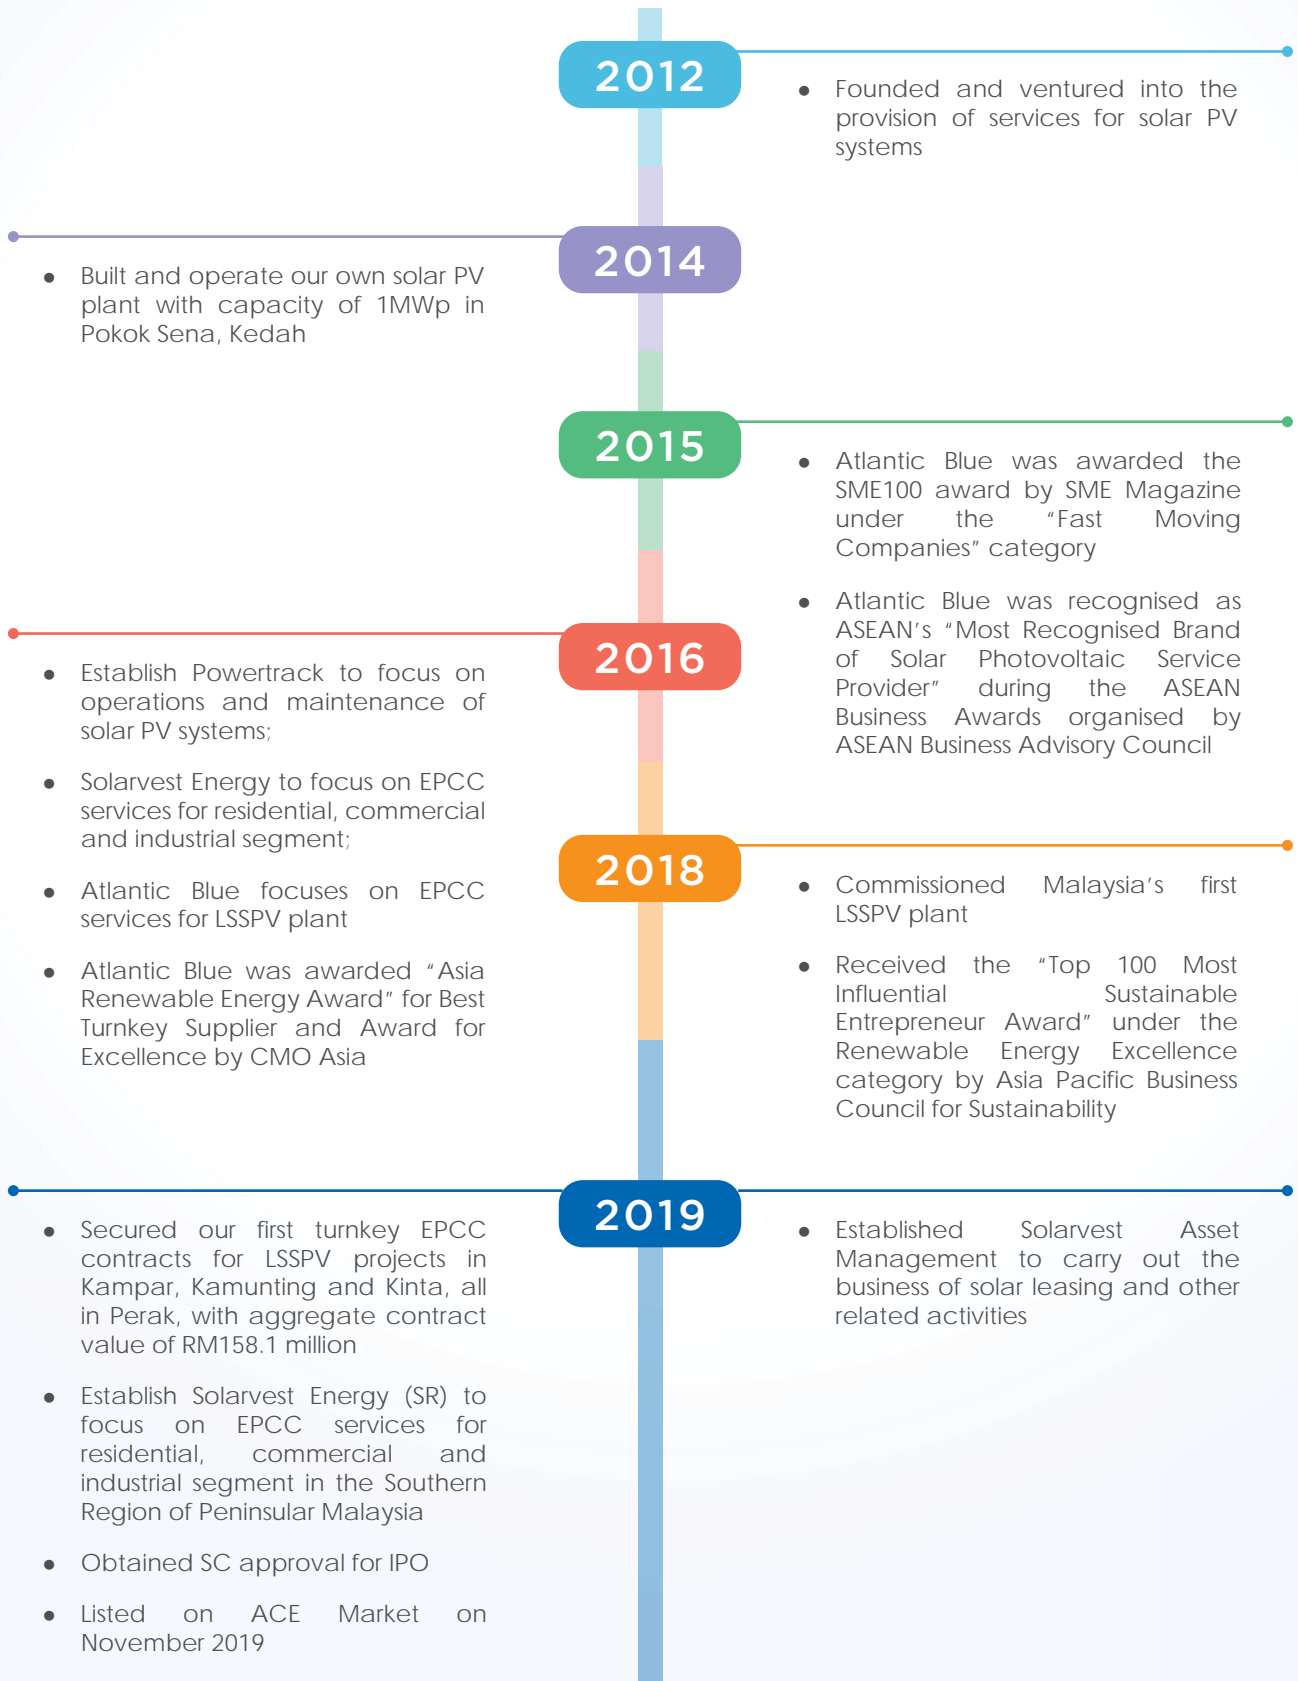 2012
● Founded and ventured into the
provision of services for solar PV
systems
2014
● Built and operate our own solar PV
plant with capacity of 1MWp in
Pokok Sena, Kedah
2015
● Atlantic Blue was awarded the
SME100 award by SME Magazine
under the “Fast Moving
Companies” category
● Atlantic Blue was recognised as
ASEAN’s “Most Recognised Brand
of Solar Photovoltaic Service
Provider” during the ASEAN
Business Awards organised by
ASEAN Business Advisory Council
2016
● Establish Powertrack to focus on
operations and maintenance of
solar PV systems;
● Solarvest Energy to focus on EPCC
services for residential, commercial
and industrial segment;
● Atlantic Blue focuses on EPCC
services for LSSPV plant
● Atlantic Blue was awarded “Asia
Renewable Energy Award” for Best
Turnkey Supplier and Award for
Excellence by CMO Asia
2018
● Commissioned Malaysia’s first
LSSPV plant
● Received the “Top 100 Most
Influential Sustainable
Entrepreneur Award” under the
Renewable Energy Excellence
category by Asia Pacific Business
Council for Sustainability
2019
● Secured our first turnkey EPCC
contracts for LSSPV projects in
Kampar, Kamunting and Kinta, all
in Perak, with aggregate contract
value of RM158.1 million
● Establish Solarvest Energy (SR) to
focus on EPCC services for
residential, commercial and
industrial segment in the Southern
Region of Peninsular Malaysia
● Obtained SC approval for IPO
● Listed on ACE Market on
November 2019
● Established Solarvest Asset
Management to carry out the
business of solar leasing and other
related activities